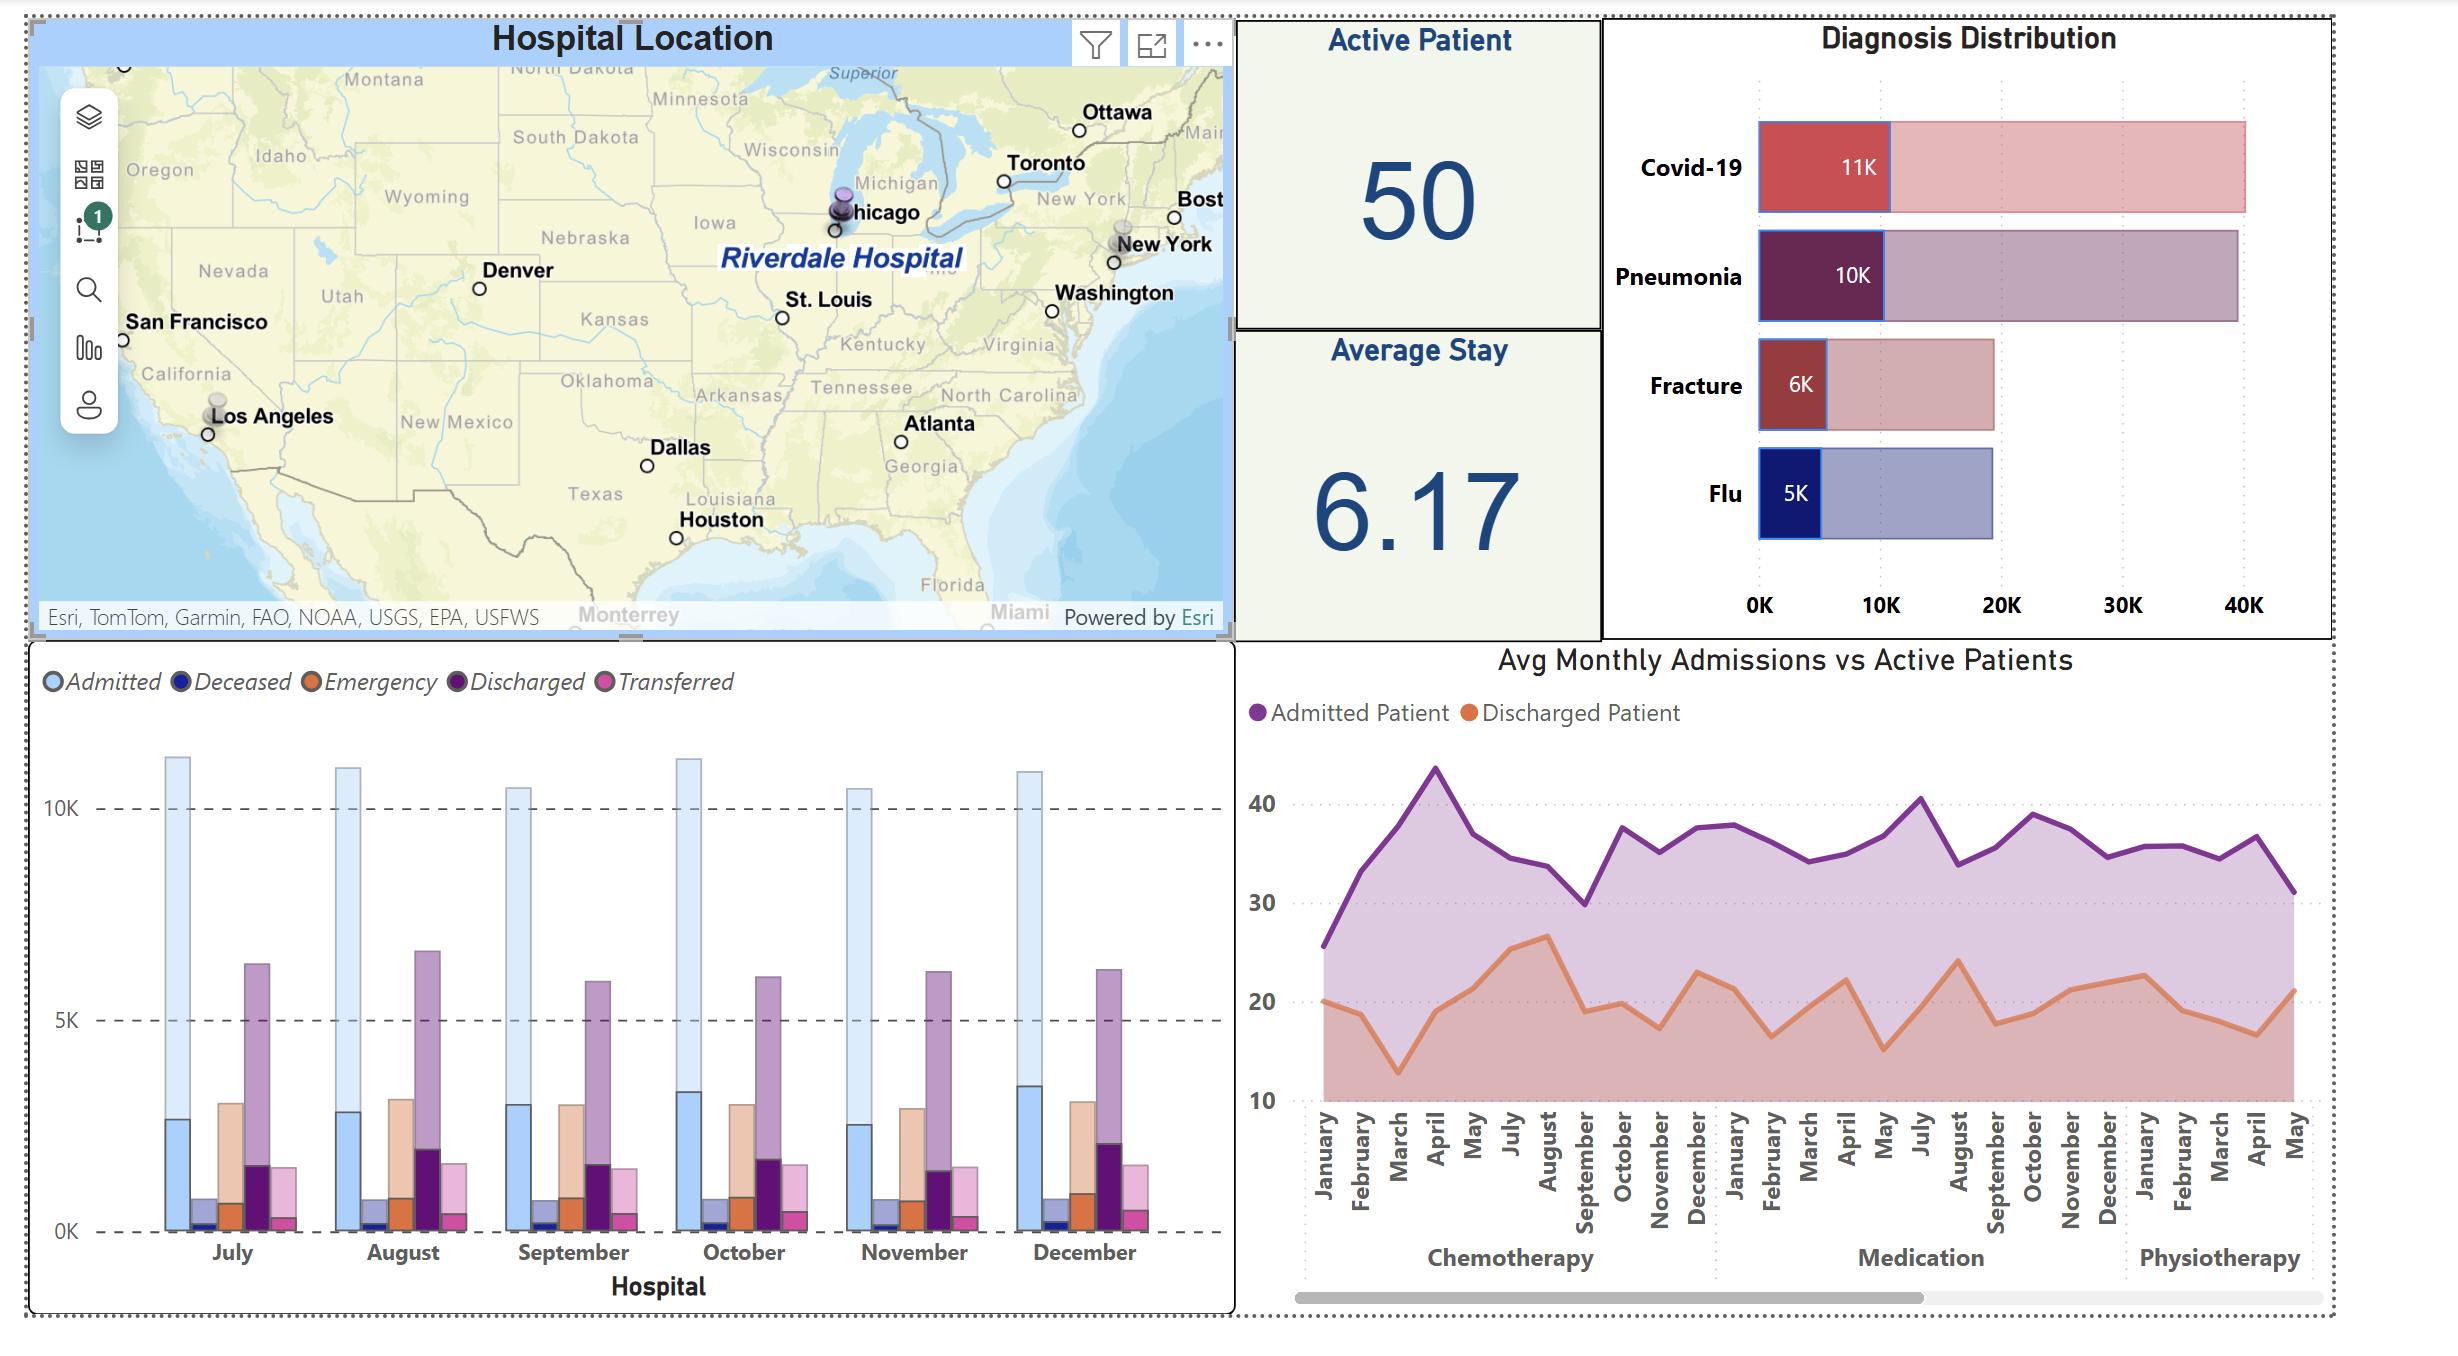 Hospital Location
Montana
North Dakota
Superior
Minnesota
Ottawa
Oregon
Idaho
South Dakota
Wisconsin
Toronto
Wyoming
Michigan
New York
Iowa
Chicago
Nebraska
New York
Riverdale Hospital
Nevada
Denver
Utah
St. Louis
Washington
San Francisco
Kansas
Kentucky
Virginia
California
Oklahoma
Arkansas
Tennessee
North Carolina
Los Angeles
New Mexico
Atlanta
Dallas
Georgia
Texas
Louisiana
Houston
Florida
Monterrey
Miami
1
Esri, TomTom, Garmin, FAO, NOAA, USGS, EPA, USFWS
Powered by Esri
Active Patient
50
Average Stay
6.17
Diagnosis Distribution
Covid-19 11K
Pneumonia 10K
Fracture 6K
Flu 5K
0K 10K 20K 30K 40K
Admitted Deceased Emergency Discharged Transferred
10K
5K
0K
July August September October November December
Hospital
Avg Monthly Admissions vs Active Patients
Admitted Patient Discharged Patient
40
30
20
10
January February March April May July August September October November December January February March April May July August September October November December January February March April May
Chemotherapy Medication Physiotherapy